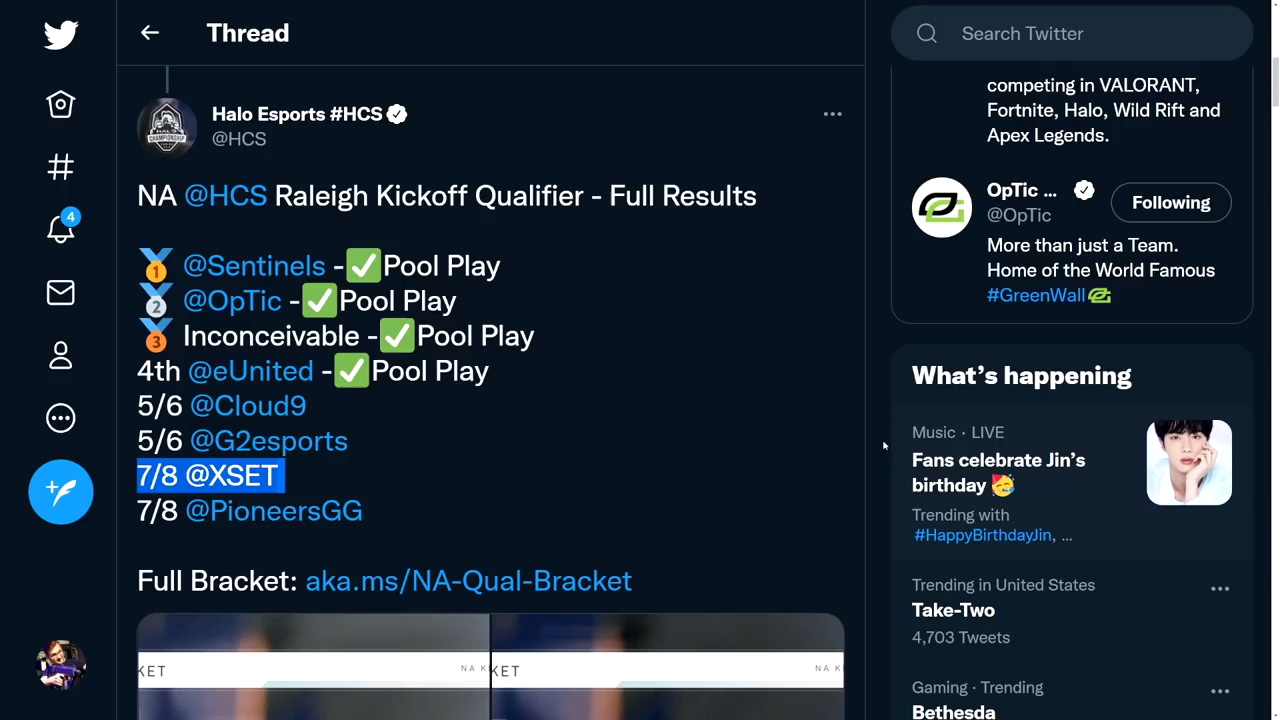 Thread
Halo Esports #HCS
@HCS
NA @HCS Raleigh Kickoff Qualifier - Full Results
🥇 @Sentinels -✅Pool Play
🥈 @OpTic -✅Pool Play
🥉 Inconceivable -✅Pool Play
4th @eUnited -✅Pool Play
5/6 @Cloud9
5/6 @G2esports
7/8 @XSET
7/8 @PioneersGG
Full Bracket: aka.ms/NA-Qual-Bracket
KET
NA K
KET
NA K
4
Search Twitter
competing in VALORANT,
Fortnite, Halo, Wild Rift and
Apex Legends.
OpTic ...
@OpTic
Following
More than just a Team.
Home of the World Famous
#GreenWall
What's happening
Music · LIVE
Fans celebrate Jin's
birthday 🥳
Trending with
#HappyBirthdayJin, ...
Trending in United States
Take-Two
4,703 Tweets
Gaming · Trending
Bethesda